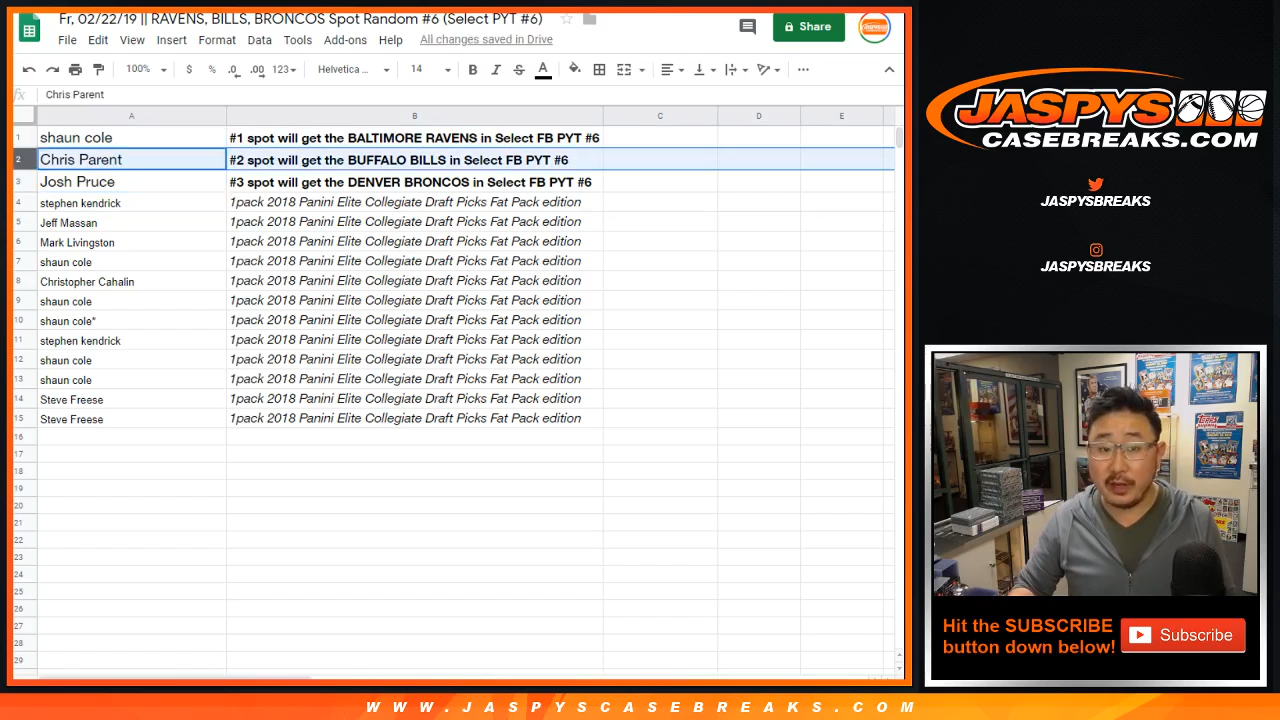 Fr, 02/22/19 || RAVENS, BILLS, BRONCOS Spot Random #6 (Select PYT #6)
File Edit View Format Data Tools Add-ons Help All changes saved in Drive
Share
100% $ % .0 .00 123 Helvetica ... 14 B I S A
fx Chris Parent
A B C D E
1 shaun cole #1 spot will get the BALTIMORE RAVENS in Select FB PYT #6
2 Chris Parent #2 spot will get the BUFFALO BILLS in Select FB PYT #6
3 Josh Pruce #3 spot will get the DENVER BRONCOS in Select FB PYT #6
4 stephen kendrick 1pack 2018 Panini Elite Collegiate Draft Picks Fat Pack edition
5 Jeff Massan 1pack 2018 Panini Elite Collegiate Draft Picks Fat Pack edition
6 Mark Livingston 1pack 2018 Panini Elite Collegiate Draft Picks Fat Pack edition
7 shaun cole 1pack 2018 Panini Elite Collegiate Draft Picks Fat Pack edition
8 Christopher Cahalin 1pack 2018 Panini Elite Collegiate Draft Picks Fat Pack edition
9 shaun cole 1pack 2018 Panini Elite Collegiate Draft Picks Fat Pack edition
10 shaun cole* 1pack 2018 Panini Elite Collegiate Draft Picks Fat Pack edition
11 stephen kendrick 1pack 2018 Panini Elite Collegiate Draft Picks Fat Pack edition
12 shaun cole 1pack 2018 Panini Elite Collegiate Draft Picks Fat Pack edition
13 shaun cole 1pack 2018 Panini Elite Collegiate Draft Picks Fat Pack edition
14 Steve Freese 1pack 2018 Panini Elite Collegiate Draft Picks Fat Pack edition
15 Steve Freese 1pack 2018 Panini Elite Collegiate Draft Picks Fat Pack edition
16
17
18
19
20
21
22
23
24
25
26
27
28
29
JASPYS
CASEBREAKS.COM
JASPYSBREAKS
JASPYSBREAKS
TOPPS
Hit the SUBSCRIBE
button down below!
Subscribe
WWW.JASPYSCASEBREAKS.COM